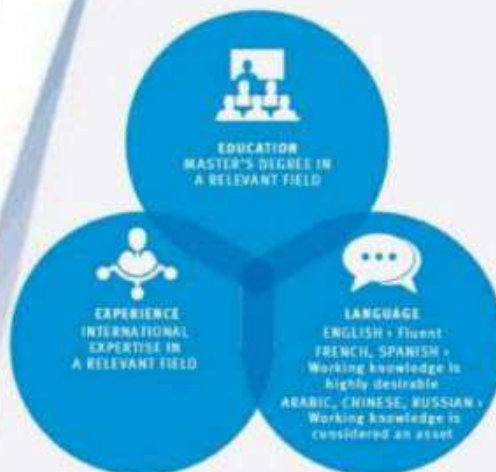 EDUCATION
MASTER'S DEGREE IN
A RELEVANT FIELD
EXPERIENCE
INTERNATIONAL
EXPERTISE IN
A RELEVANT FIELD
LANGUAGE
ENGLISH › Fluent
FRENCH, SPANISH ›
Working knowledge is
highly desirable
ARABIC, CHINESE, RUSSIAN ›
Working knowledge is
considered an asset